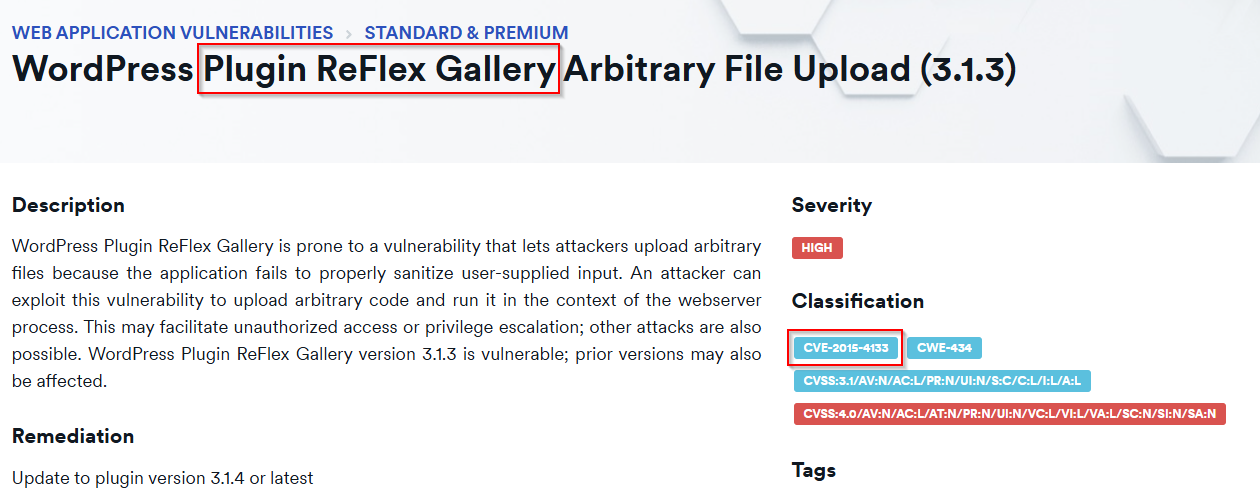 WEB APPLICATION VULNERABILITIES › STANDARD & PREMIUM
WordPress Plugin ReFlex Gallery Arbitrary File Upload (3.1.3)
Description
WordPress Plugin ReFlex Gallery is prone to a vulnerability that lets attackers upload arbitrary
files because the application fails to properly sanitize user-supplied input. An attacker can
exploit this vulnerability to upload arbitrary code and run it in the context of the webserver
process. This may facilitate unauthorized access or privilege escalation; other attacks are also
possible. WordPress Plugin ReFlex Gallery version 3.1.3 is vulnerable; prior versions may also
be affected.
Remediation
Update to plugin version 3.1.4 or latest
Severity
HIGH
Classification
CVE-2015-4133 CWE-434
CVSS:3.1/AV:N/AC:L/PR:N/UI:N/S:C/C:L/I:L/A:L
CVSS:4.0/AV:N/AC:L/AT:N/PR:N/UI:N/VC:L/VI:L/VA:L/SC:N/SI:N/SA:N
Tags